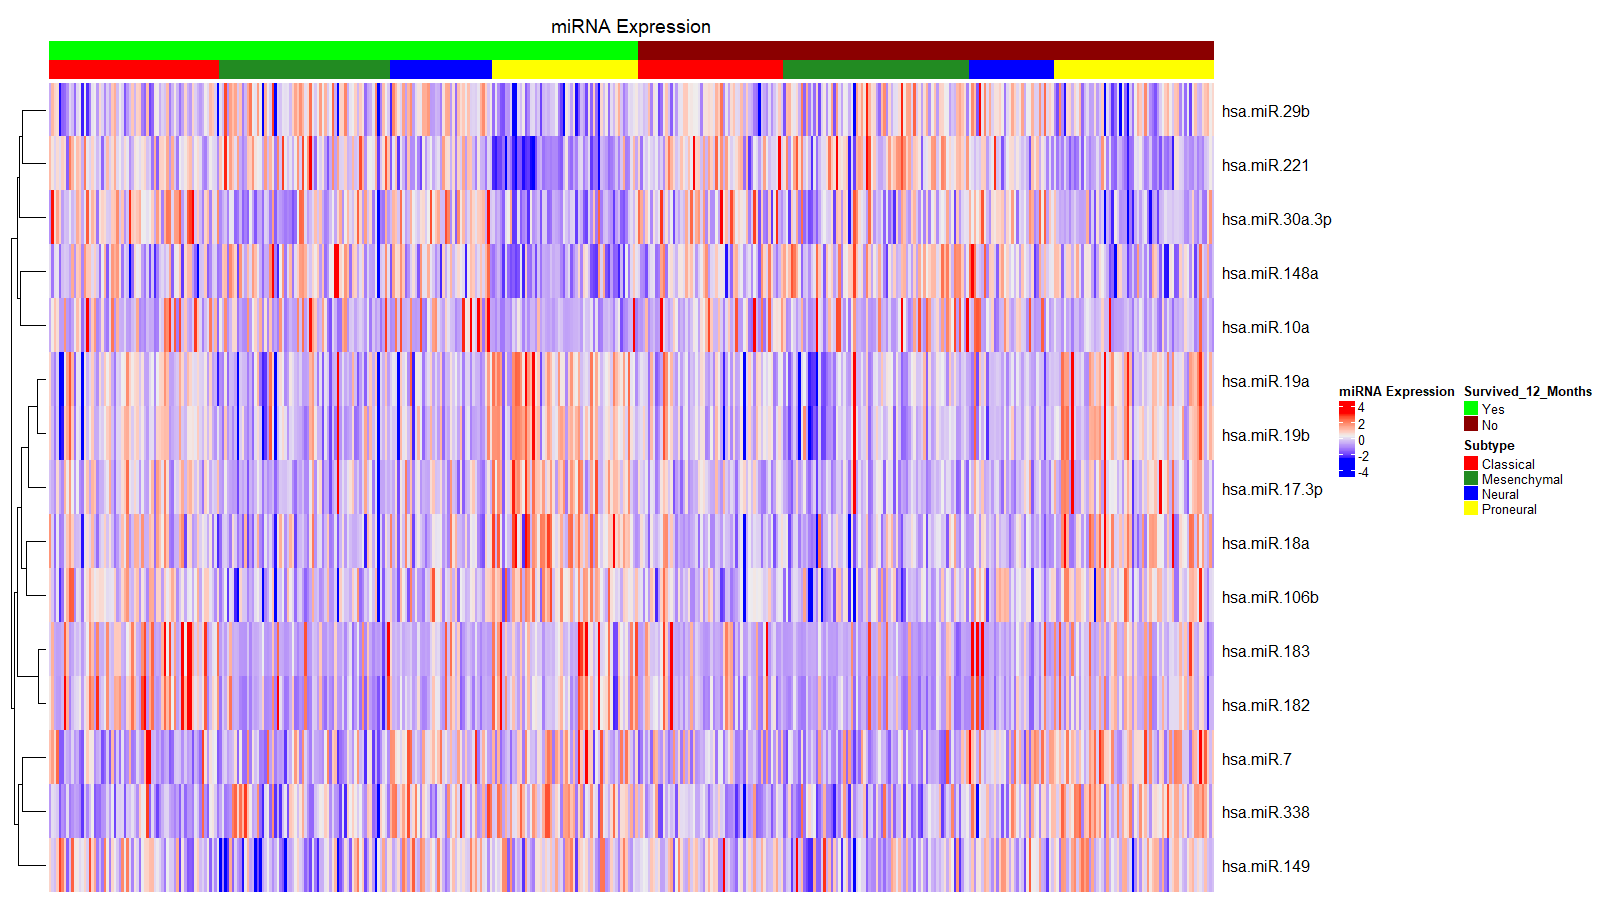 miRNA Expression
hsa.miR.29b
hsa.miR.221
hsa.miR.30a.3p
hsa.miR.148a
hsa.miR.10a
hsa.miR.19a
hsa.miR.19b
hsa.miR.17.3p
hsa.miR.18a
hsa.miR.106b
hsa.miR.183
hsa.miR.182
hsa.miR.7
hsa.miR.338
hsa.miR.149
miRNA Expression
4
2
0
-2
-4
Survived_12_Months
Yes
No
Subtype
Classical
Mesenchymal
Neural
Proneural